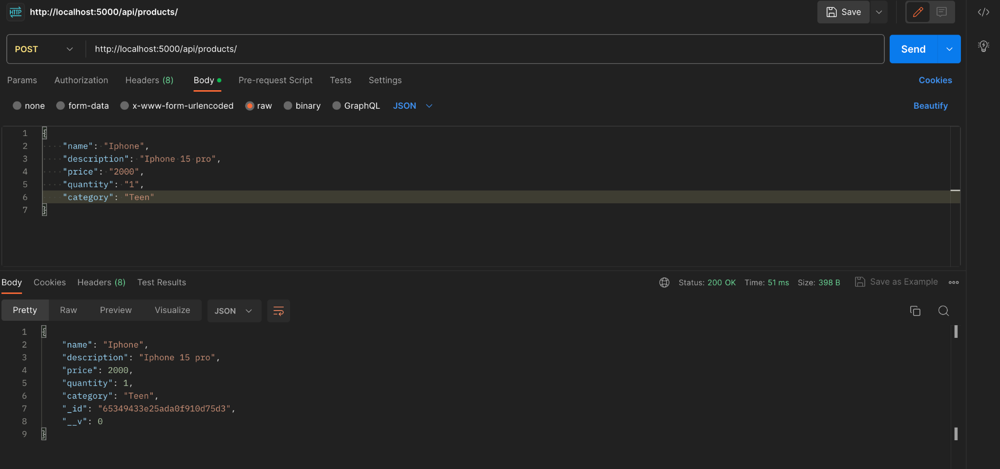 HTTP http://localhost:5000/api/products/ Save
POST http://localhost:5000/api/products/ Send
Params Authorization Headers (8) Body Pre-request Script Tests Settings Cookies
none form-data x-www-form-urlencoded raw binary GraphQL JSON Beautify
1 {
2 "name": "Iphone",
3 "description": "Iphone 15 pro",
4 "price": "2000",
5 "quantity": "1",
6 "category": "Teen"
7 }
Body Cookies Headers (8) Test Results Status: 200 OK Time: 51 ms Size: 398 B Save as Example
Pretty Raw Preview Visualize JSON
1 {
2 "name": "Iphone",
3 "description": "Iphone 15 pro",
4 "price": 2000,
5 "quantity": 1,
6 "category": "Teen",
7 "_id": "65349433e25ada0f910d75d3",
8 "__v": 0
9 }